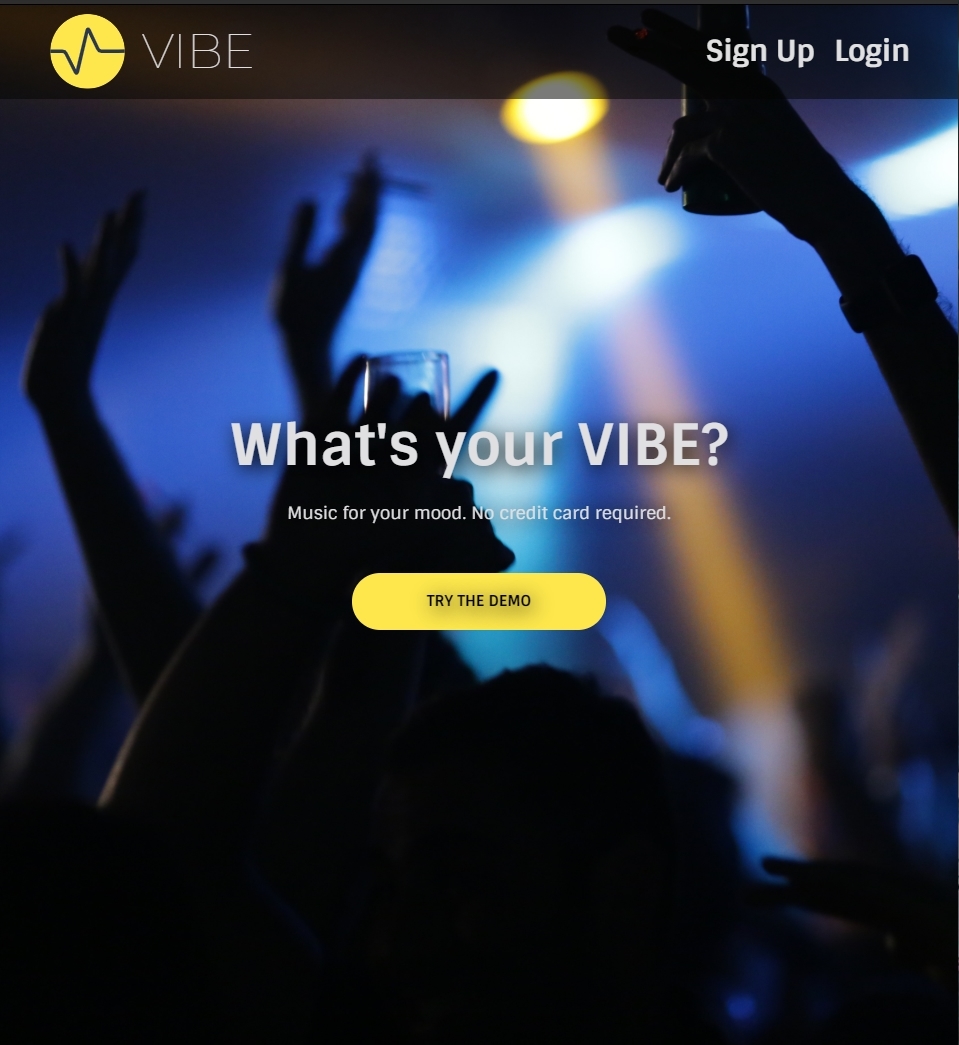 VIBE
Sign Up Login
What's your VIBE?
Music for your mood. No credit card required.
TRY THE DEMO